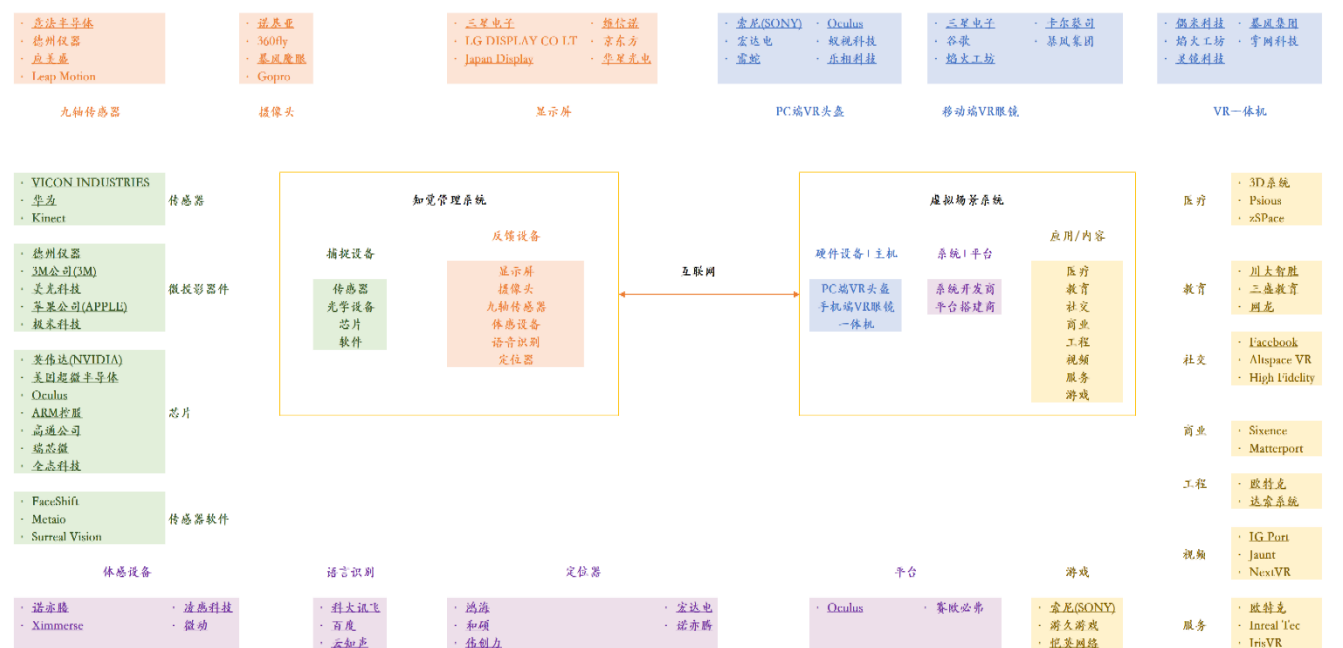 · 意法半导体
· 德州仪器
· 应美盛
· Leap Motion
九轴传感器
· 诺基亚
· 360fly
· 暴风魔眼
· Gopro
摄像头
· 三星电子
· LG DISPLAY CO LT
· Japan Display
· 维信诺
· 京东方
· 华星光电
显示屏
· 索尼(SONY)
· 宏达电
· 雷蛇
· Oculus
· 蚁视科技
· 乐相科技
PC端VR头盔
· 三星电子
· 谷歌
· 焰火工坊
· 卡尔蔡司
· 暴风集团
移动端VR眼镜
· 偶米科技
· 焰火工坊
· 灵镜科技
· 暴风集团
· 掌网科技
VR一体机
· VICON INDUSTRIES
· 华为
· Kinect
传感器
· 德州仪器
· 3M公司(3M)
· 美光科技
· 苹果公司(APPLE)
· 极米科技
微投影器件
· 英伟达(NVIDIA)
· 美国超微半导体
· Oculus
· ARM控股
· 高通公司
· 瑞芯微
· 全志科技
芯片
· FaceShift
· Metaio
· Surreal Vision
传感器软件
知觉管理系统
捕捉设备
传感器
光学设备
芯片
软件
反馈设备
显示屏
摄像头
九轴传感器
体感设备
语音识别
定位器
互联网
虚拟场景系统
硬件设备|主机
PC端VR头盔
手机端VR眼镜
一体机
系统|平台
系统开发商
平台搭建商
应用/内容
医疗
教育
社交
商业
工程
视频
服务
游戏
医疗
· 3D系统
· Psious
· zSPace
教育
· 川大智胜
· 三盛教育
· 网龙
社交
· Facebook
· Altspace VR
· High Fidelity
商业
· Sixence
· Matterport
工程
· 欧特克
· 达索系统
视频
· IG Port
· Jaunt
· NextVR
服务
· 欧特克
· Inreal Tec
· IrisVR
体感设备
· 诺亦腾
· Ximmerse
· 凌感科技
· 微动
语言识别
· 科大讯飞
· 百度
· 云知声
定位器
· 鸿海
· 和硕
· 伟创力
· 宏达电
· 诺亦腾
平台
· Oculus
· 赛欧必弗
游戏
· 索尼(SONY)
· 游久游戏
· 恺英网络